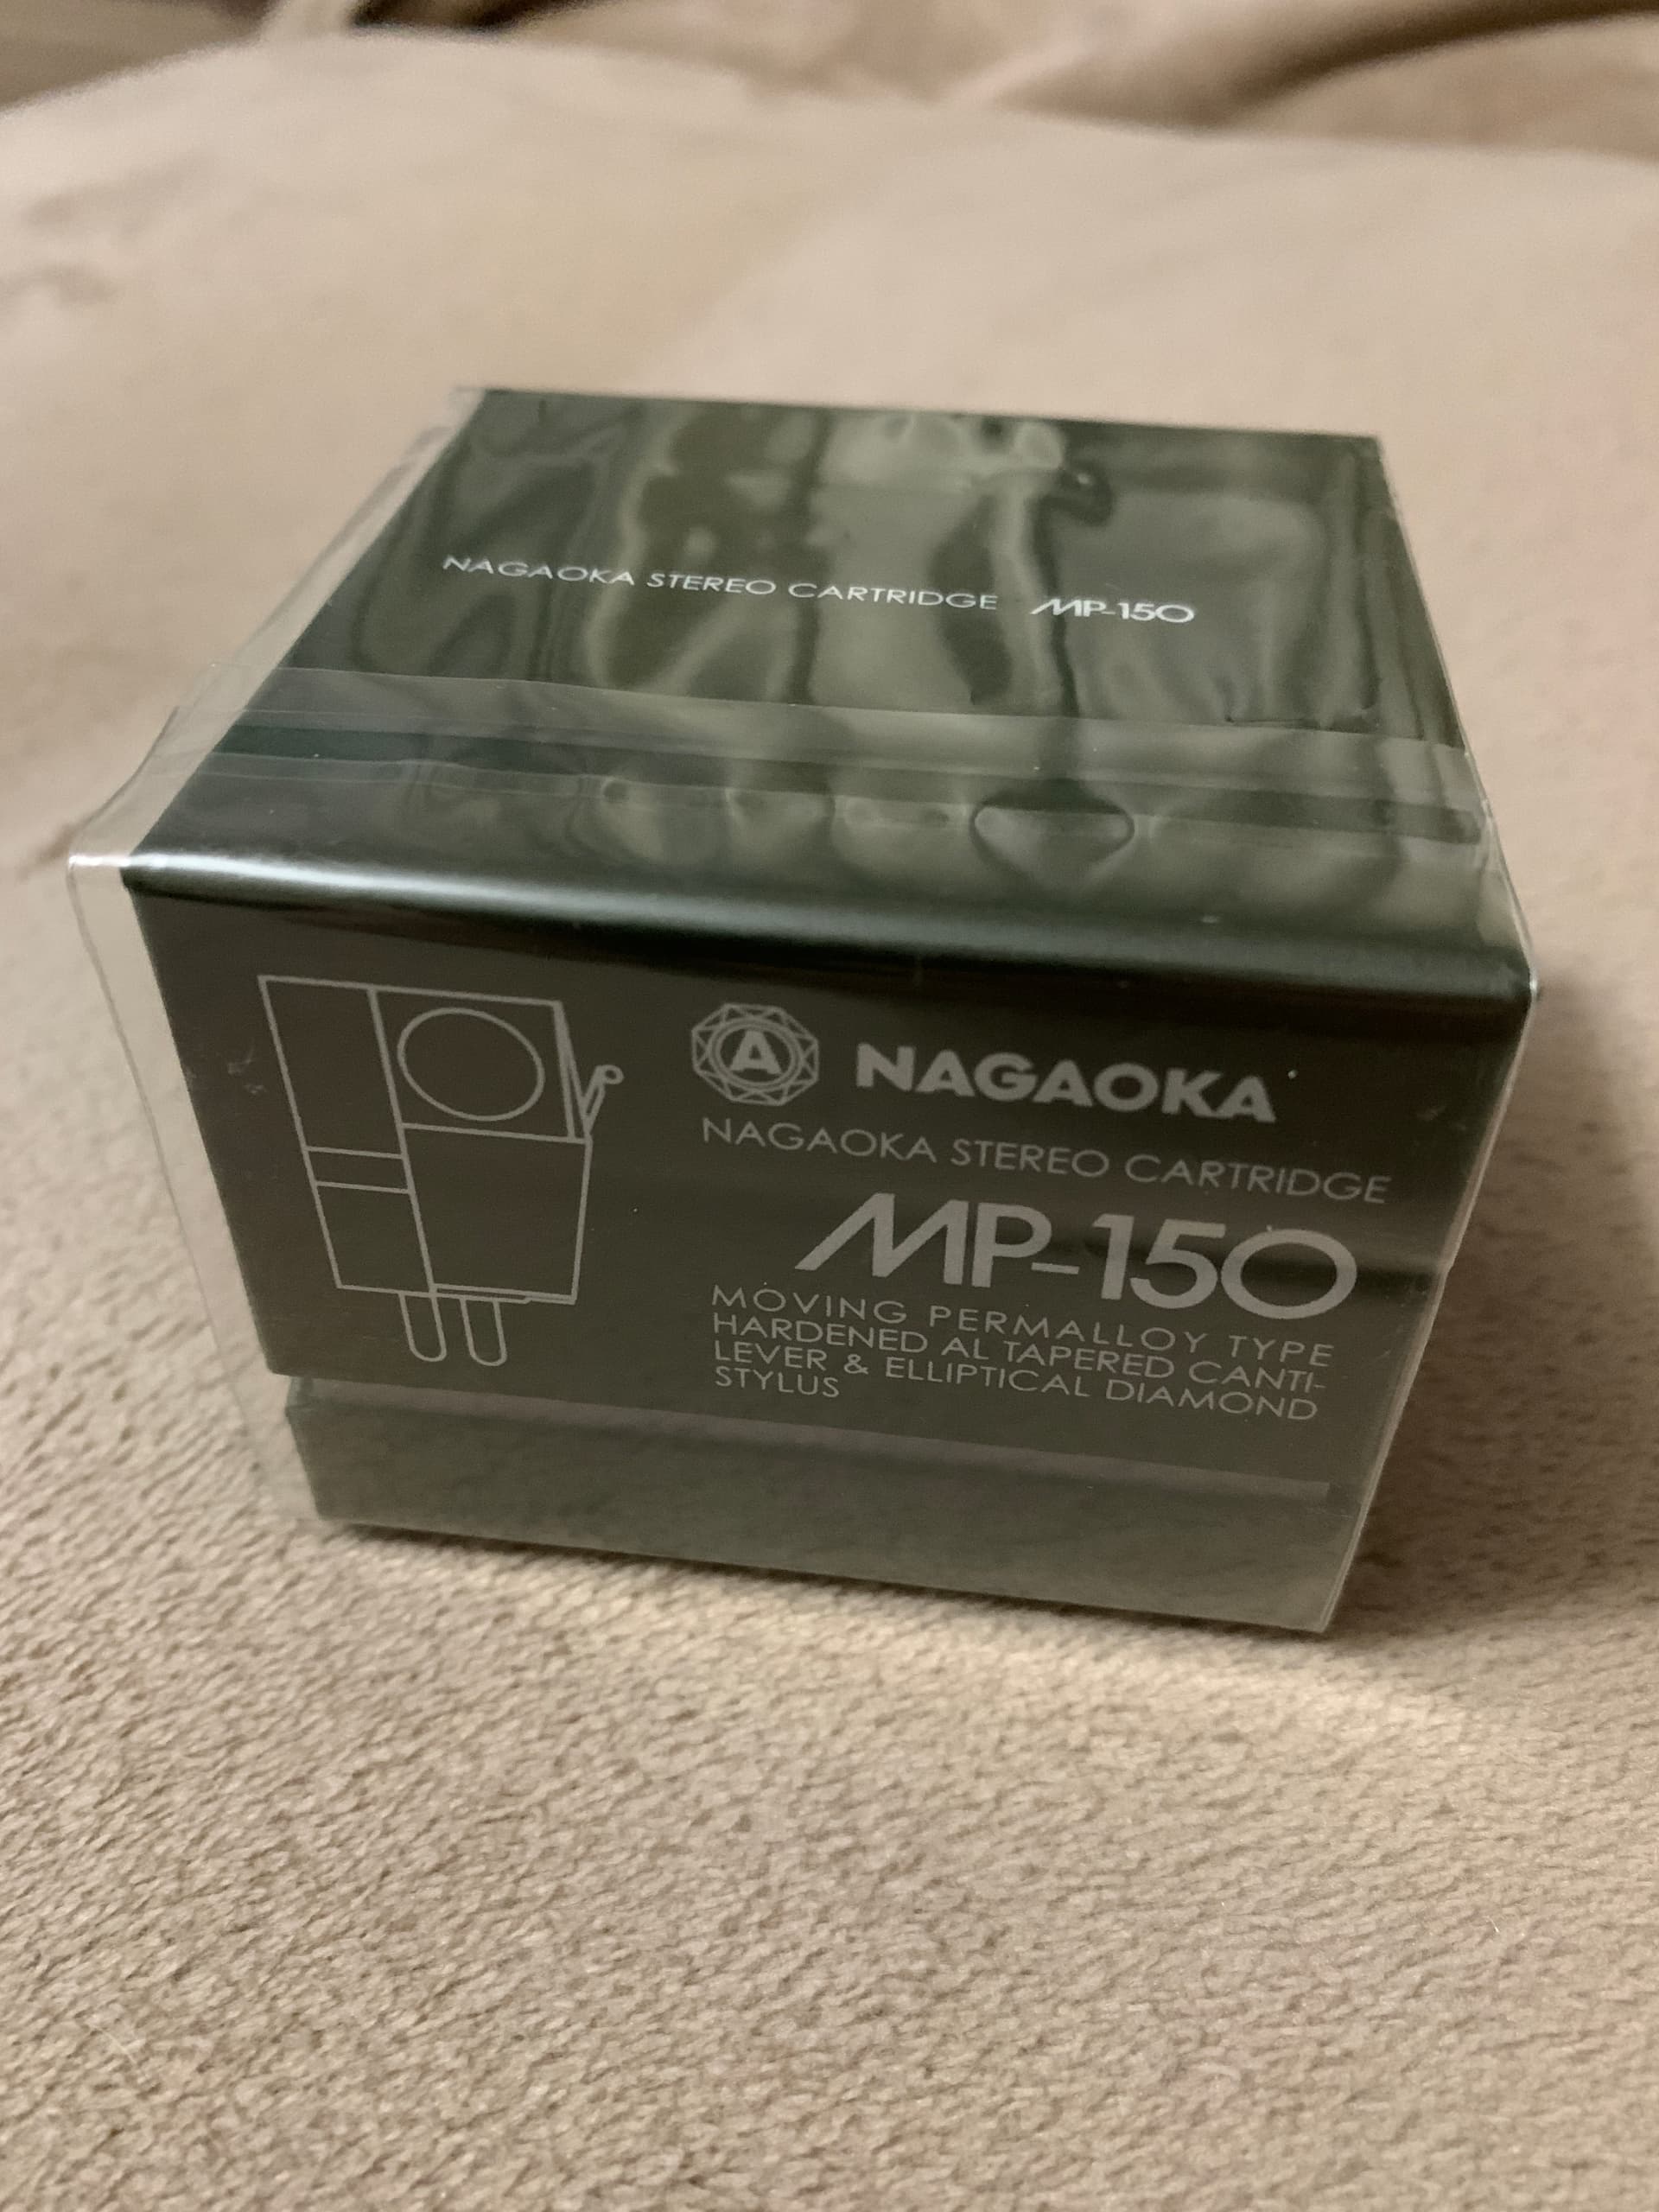 NAGAOKA STEREO CARTRIDGE MP-150
A NAGAOKA
NAGAOKA STEREO CARTRIDGE
MP-150
MOVING PERMALLOY TYPE
HARDENED AL TAPERED CANTI-
LEVER & ELLIPTICAL DIAMOND
STYLUS